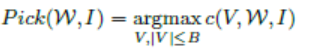 Pick(𝒲, I) = argmax c(V, 𝒲, I)
V,|V|≤B